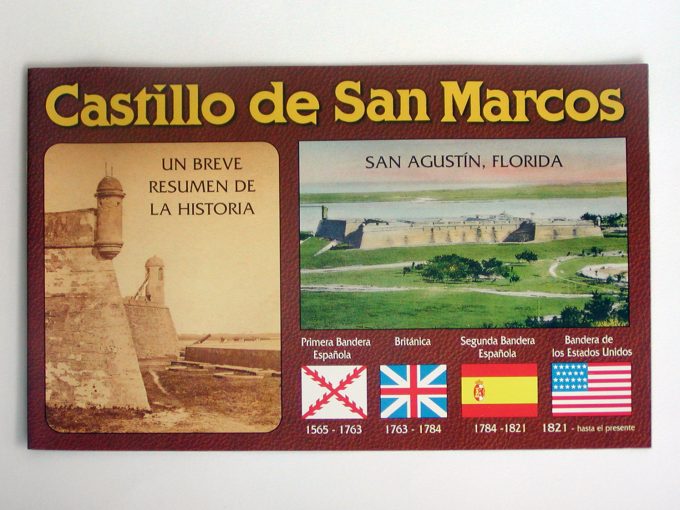 Castillo de San Marcos
UN BREVE
RESUMEN DE
LA HISTORIA
SAN AGUSTÍN, FLORIDA
Primera Bandera
Española
1565 - 1763
Británica
1763 - 1784
Segunda Bandera
Española
1784 -1821
Bandera de
los Estados Unidos
1821 - hasta el presente